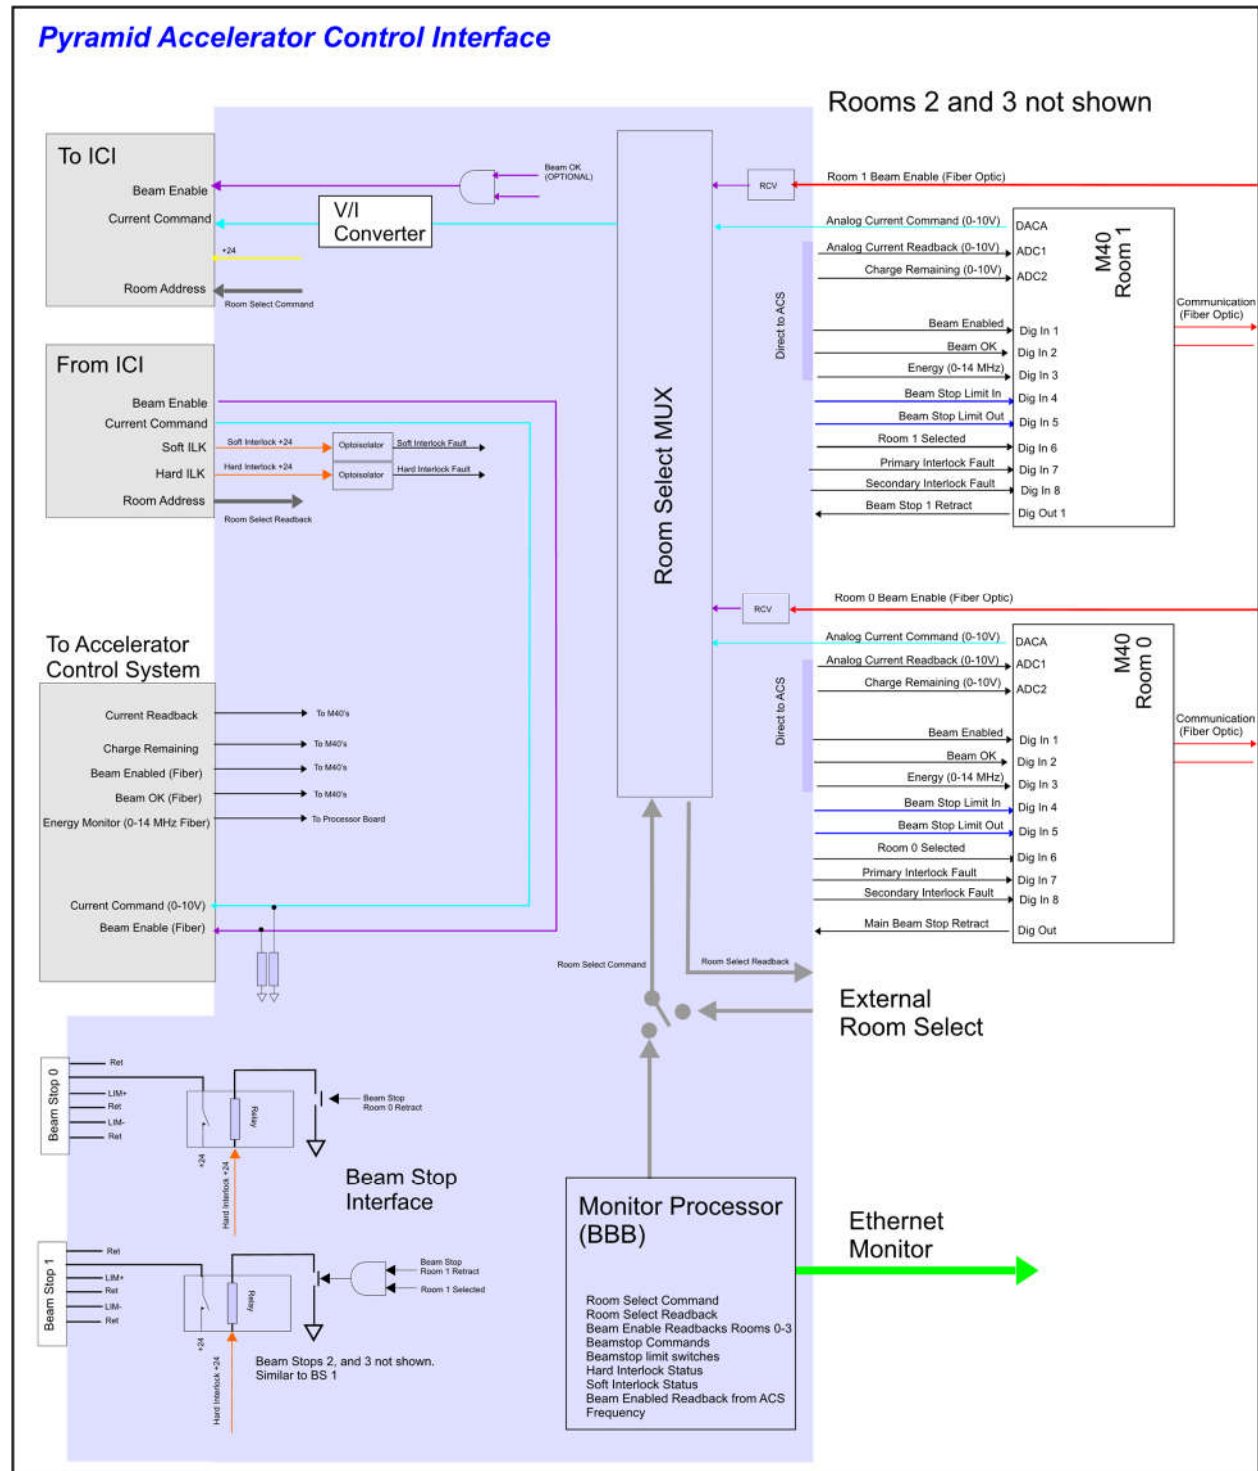 Pyramid Accelerator Control Interface
Rooms 2 and 3 not shown
To ICI
Beam Enable
Current Command
+24
Room Address
Room Select Command
V/I
Converter
Beam OK
(OPTIONAL)
From ICI
Beam Enable
Current Command
Soft ILK
Hard ILK
Room Address
Soft Interlock +24
Optoisolator
Soft Interlock Fault
Hard Interlock +24
Optoisolator
Hard Interlock Fault
Room Select Readback
Room Select MUX
RCV
Room 1 Beam Enable (Fiber Optic)
Analog Current Command (0-10V)
Analog Current Readback (0-10V)
Charge Remaining (0-10V)
Direct to ACS
Beam Enabled
Beam OK
Energy (0-14 MHz)
Beam Stop Limit In
Beam Stop Limit Out
Room 1 Selected
Primary Interlock Fault
Secondary Interlock Fault
Beam Stop 1 Retract
DACA
ADC1
ADC2
Dig In 1
Dig In 2
Dig In 3
Dig In 4
Dig In 5
Dig In 6
Dig In 7
Dig In 8
Dig Out 1
M40
Room 1
Communication
(Fiber Optic)
RCV
Room 0 Beam Enable (Fiber Optic)
Analog Current Command (0-10V)
Analog Current Readback (0-10V)
Charge Remaining (0-10V)
Direct to ACS
Beam Enabled
Beam OK
Energy (0-14 MHz)
Beam Stop Limit In
Beam Stop Limit Out
Room 0 Selected
Primary Interlock Fault
Secondary Interlock Fault
Main Beam Stop Retract
DACA
ADC1
ADC2
Dig In 1
Dig In 2
Dig In 3
Dig In 4
Dig In 5
Dig In 6
Dig In 7
Dig In 8
Dig Out
M40
Room 0
Communication
(Fiber Optic)
To Accelerator
Control System
Current Readback
To M40's
Charge Remaining
To M40's
Beam Enabled (Fiber)
To M40's
Beam OK (Fiber)
To M40's
Energy Monitor (0-14 MHz Fiber)
To Processor Board
Current Command (0-10V)
Beam Enable (Fiber)
Room Select Command
Room Select Readback
External
Room Select
Beam Stop 0
Ret
LIM+
Ret
LIM-
Ret
+24
Relay
Hard Interlock +24
Beam Stop
Room 0 Retract
Beam Stop
Interface
Beam Stop 1
Ret
LIM+
Ret
LIM-
Ret
+24
Relay
Hard Interlock +24
Beam Stop
Room 1 Retract
Room 1 Selected
Beam Stops 2, and 3 not shown.
Similar to BS 1
Monitor Processor
(BBB)
Room Select Command
Room Select Readback
Beam Enable Readbacks Rooms 0-3
Beamstop Commands
Beamstop limit switches
Hard Interlock Status
Soft Interlock Status
Beam Enabled Readback from ACS
Frequency
Ethernet
Monitor